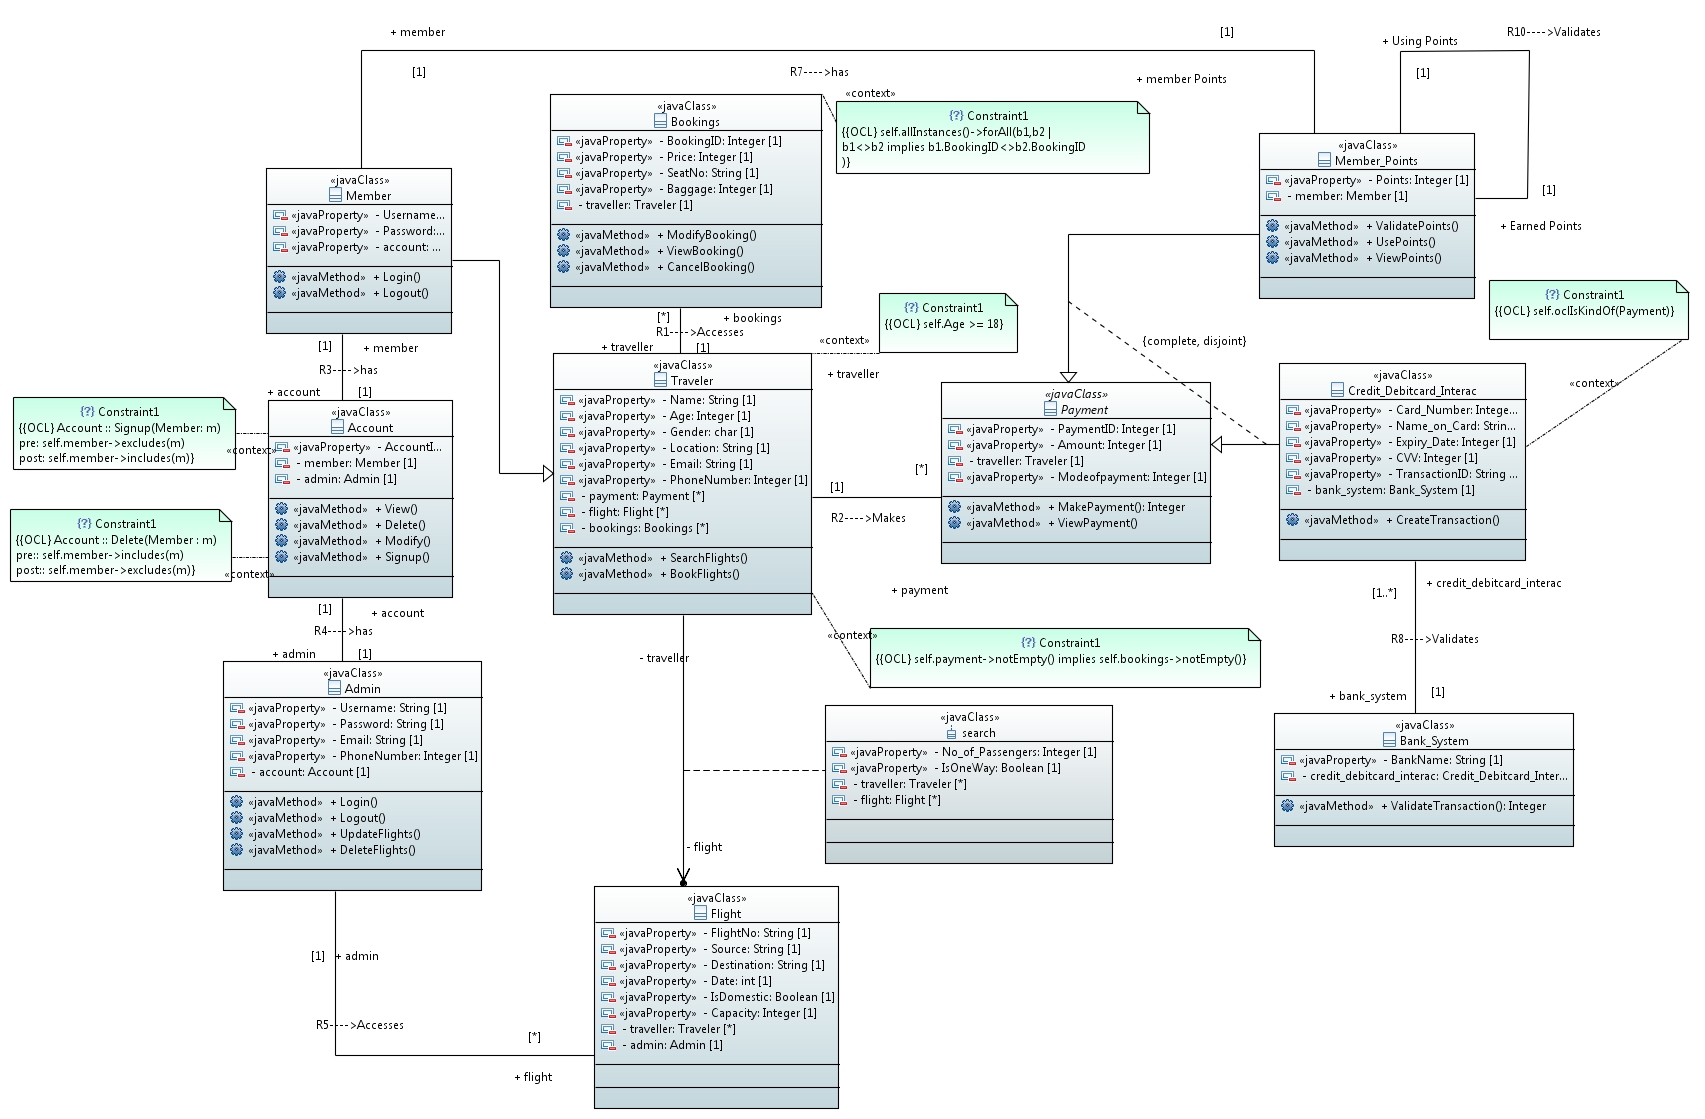 + member
[1]
R7---->has
[1]
+ member Points
+ Using Points
[1]
R10---->Validates
[1]
+ Earned Points
«javaClass»
Bookings
«javaProperty» - BookingID: Integer [1]
«javaProperty» - Price: Integer [1]
«javaProperty» - SeatNo: String [1]
«javaProperty» - Baggage: Integer [1]
- traveller: Traveler [1]
«javaMethod» + ModifyBooking()
«javaMethod» + ViewBooking()
«javaMethod» + CancelBooking()
«context»
{?} Constraint1
{{OCL} self.allInstances()->forAll(b1,b2 |
b1<>b2 implies b1.BookingID<>b2.BookingID
)}
«javaClass»
Member_Points
«javaProperty» - Points: Integer [1]
- member: Member [1]
«javaMethod» + ValidatePoints()
«javaMethod» + UsePoints()
«javaMethod» + ViewPoints()
«javaClass»
Member
«javaProperty» - Username...
«javaProperty» - Password:...
«javaProperty» - account: ...
«javaMethod» + Login()
«javaMethod» + Logout()
[*]
+ bookings
R1---->Accesses
+ traveller
[1]
«context»
{?} Constraint1
{{OCL} self.Age >= 18}
+ traveller
{complete, disjoint}
{?} Constraint1
{{OCL} self.oclIsKindOf(Payment)}
«context»
[1]
+ member
R3---->has
+ account
[1]
{?} Constraint1
{{OCL} Account :: Signup(Member: m)
pre: self.member->excludes(m)
post: self.member->includes(m)}
«context»
{?} Constraint1
{{OCL} Account :: Delete(Member : m)
pre:: self.member->includes(m)
post:: self.member->excludes(m)}
«context»
«javaClass»
Account
«javaProperty» - AccountI...
- member: Member [1]
- admin: Admin [1]
«javaMethod» + View()
«javaMethod» + Delete()
«javaMethod» + Modify()
«javaMethod» + Signup()
«javaClass»
Traveler
«javaProperty» - Name: String [1]
«javaProperty» - Age: Integer [1]
«javaProperty» - Gender: char [1]
«javaProperty» - Location: String [1]
«javaProperty» - Email: String [1]
«javaProperty» - PhoneNumber: Integer [1]
- payment: Payment [*]
- flight: Flight [*]
- bookings: Bookings [*]
«javaMethod» + SearchFlights()
«javaMethod» + BookFlights()
[*]
[1]
R2---->Makes
+ payment
«javaClass»
Payment
«javaProperty» - PaymentID: Integer [1]
«javaProperty» - Amount: Integer [1]
- traveller: Traveler [1]
«javaProperty» - Modeofpayment: Integer [1]
«javaMethod» + MakePayment(): Integer
«javaMethod» + ViewPayment()
«javaClass»
Credit_Debitcard_Interac
«javaProperty» - Card_Number: Intege...
«javaProperty» - Name_on_Card: Strin...
«javaProperty» - Expiry_Date: Integer [1]
«javaProperty» - CVV: Integer [1]
«javaProperty» - TransactionID: String ...
- bank_system: Bank_System [1]
«javaMethod» + CreateTransaction()
+ credit_debitcard_interac
[1..*]
R8---->Validates
+ bank_system
[1]
«context»
{?} Constraint1
{{OCL} self.payment->notEmpty() implies self.bookings->notEmpty()}
[1]
+ account
R4---->has
+ admin
[1]
- traveller
«javaClass»
Admin
«javaProperty» - Username: String [1]
«javaProperty» - Password: String [1]
«javaProperty» - Email: String [1]
«javaProperty» - PhoneNumber: Integer [1]
- account: Account [1]
«javaMethod» + Login()
«javaMethod» + Logout()
«javaMethod» + UpdateFlights()
«javaMethod» + DeleteFlights()
«javaClass»
search
«javaProperty» - No_of_Passengers: Integer [1]
«javaProperty» - IsOneWay: Boolean [1]
- traveller: Traveler [*]
- flight: Flight [*]
«javaClass»
Bank_System
«javaProperty» - BankName: String [1]
- credit_debitcard_interac: Credit_Debitcard_Inter...
«javaMethod» + ValidateTransaction(): Integer
- flight
«javaClass»
Flight
«javaProperty» - FlightNo: String [1]
«javaProperty» - Source: String [1]
«javaProperty» - Destination: String [1]
«javaProperty» - Date: int [1]
«javaProperty» - IsDomestic: Boolean [1]
«javaProperty» - Capacity: Integer [1]
- traveller: Traveler [*]
- admin: Admin [1]
[1]
+ admin
R5---->Accesses
[*]
+ flight